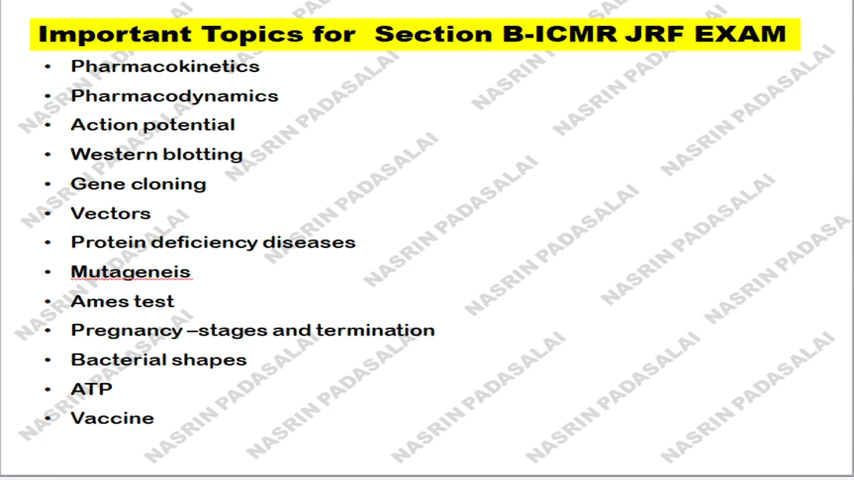 Important Topics for Section B-ICMR JRF EXAM
• Pharmacokinetics
• Pharmacodynamics
• Action potential
• Western blotting
• Gene cloning
• Vectors
• Protein deficiency diseases
• Mutageneis
• Ames test
• Pregnancy –stages and termination
• Bacterial shapes
• ATP
• Vaccine
NASRIN PADASALAI